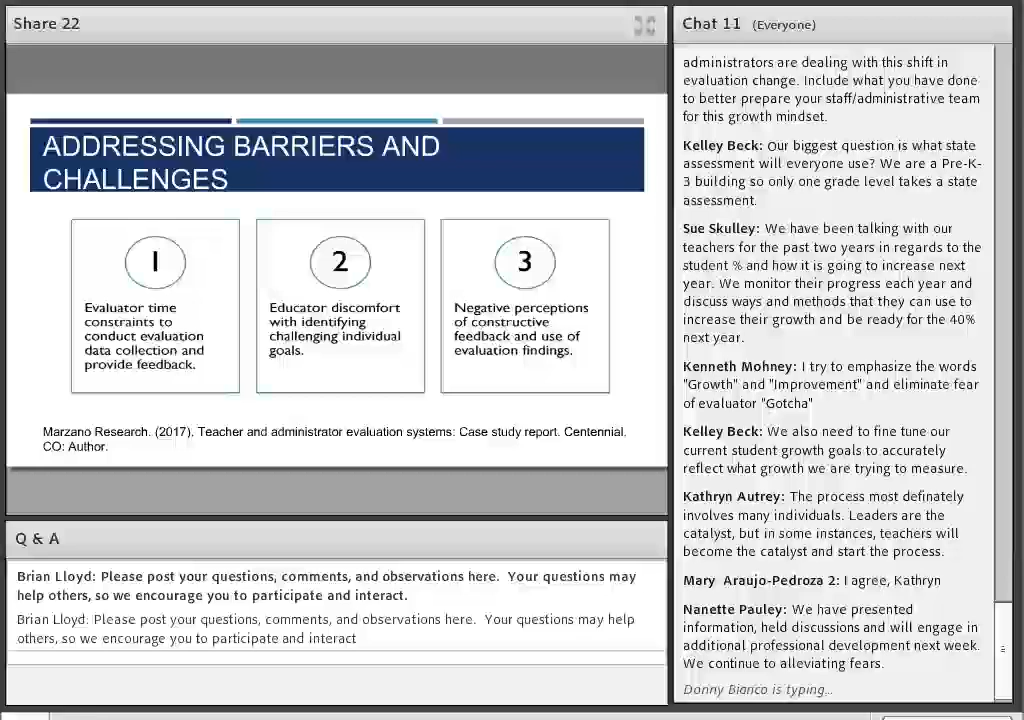 Share 22
ADDRESSING BARRIERS AND
CHALLENGES
1
Evaluator time
constraints to
conduct evaluation
data collection and
provide feedback.
2
Educator discomfort
with identifying
challenging individual
goals.
3
Negative perceptions
of constructive
feedback and use of
evaluation findings.
Marzano Research. (2017). Teacher and administrator evaluation systems: Case study report. Centennial,
CO: Author.
Q & A
Brian Lloyd: Please post your questions, comments, and observations here. Your questions may
help others, so we encourage you to participate and interact.
Brian Lloyd: Please post your questions, comments, and observations here. Your questions may help
others, so we encourage you to participate and interact
Chat 11 (Everyone)
administrators are dealing with this shift in
evaluation change. Include what you have done
to better prepare your staff/administrative team
for this growth mindset.
Kelley Beck: Our biggest question is what state
assessment will everyone use? We are a Pre-K-
3 building so only one grade level takes a state
assessment.
Sue Skulley: We have been talking with our
teachers for the past two years in regards to the
student % and how it is going to increase next
year. We monitor their progress each year and
discuss ways and methods that they can use to
increase their growth and be ready for the 40%
next year.
Kenneth Mohney: I try to emphasize the words
"Growth" and "Improvement" and eliminate fear
of evaluator "Gotcha"
Kelley Beck: We also need to fine tune our
current student growth goals to accurately
reflect what growth we are trying to measure.
Kathryn Autrey: The process most definately
involves many individuals. Leaders are the
catalyst, but in some instances, teachers will
become the catalyst and start the process.
Mary Araujo-Pedroza 2: I agree, Kathryn
Nanette Pauley: We have presented
information, held discussions and will engage in
additional professional development next week.
We continue to alleviating fears.
Donny Bianco is typing...